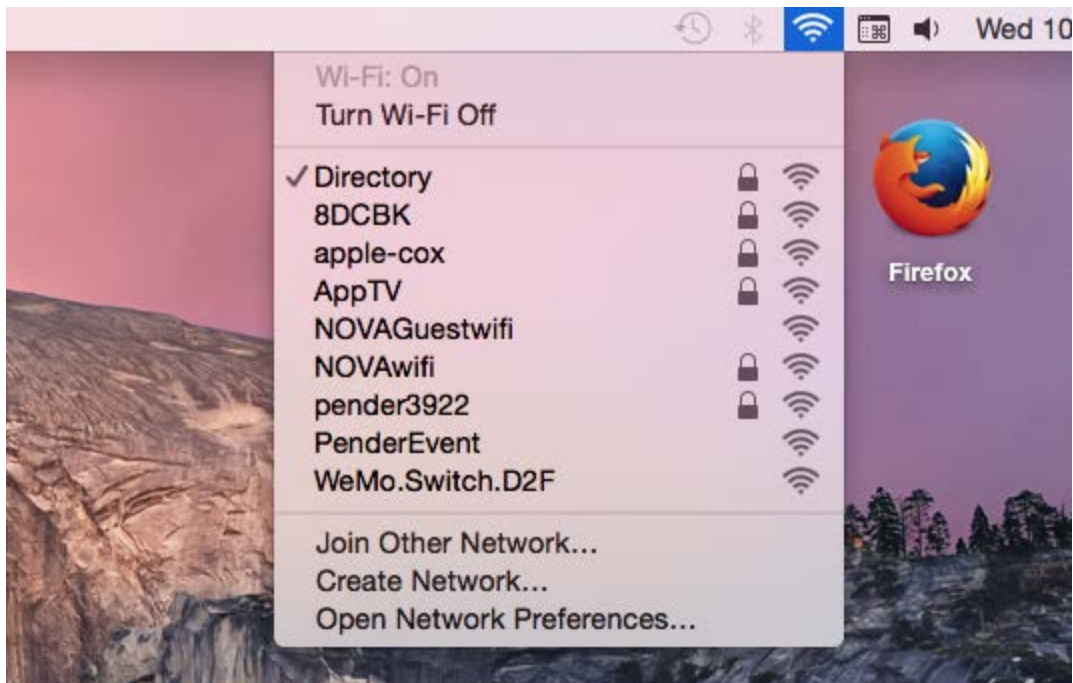 Wed 10
Wi-Fi: On
Turn Wi-Fi Off
Directory
8DCBK
apple-cox
AppTV
NOVAGuestwifi
NOVAwifi
pender3922
PenderEvent
WeMo.Switch.D2F
Join Other Network...
Create Network...
Open Network Preferences...
Firefox